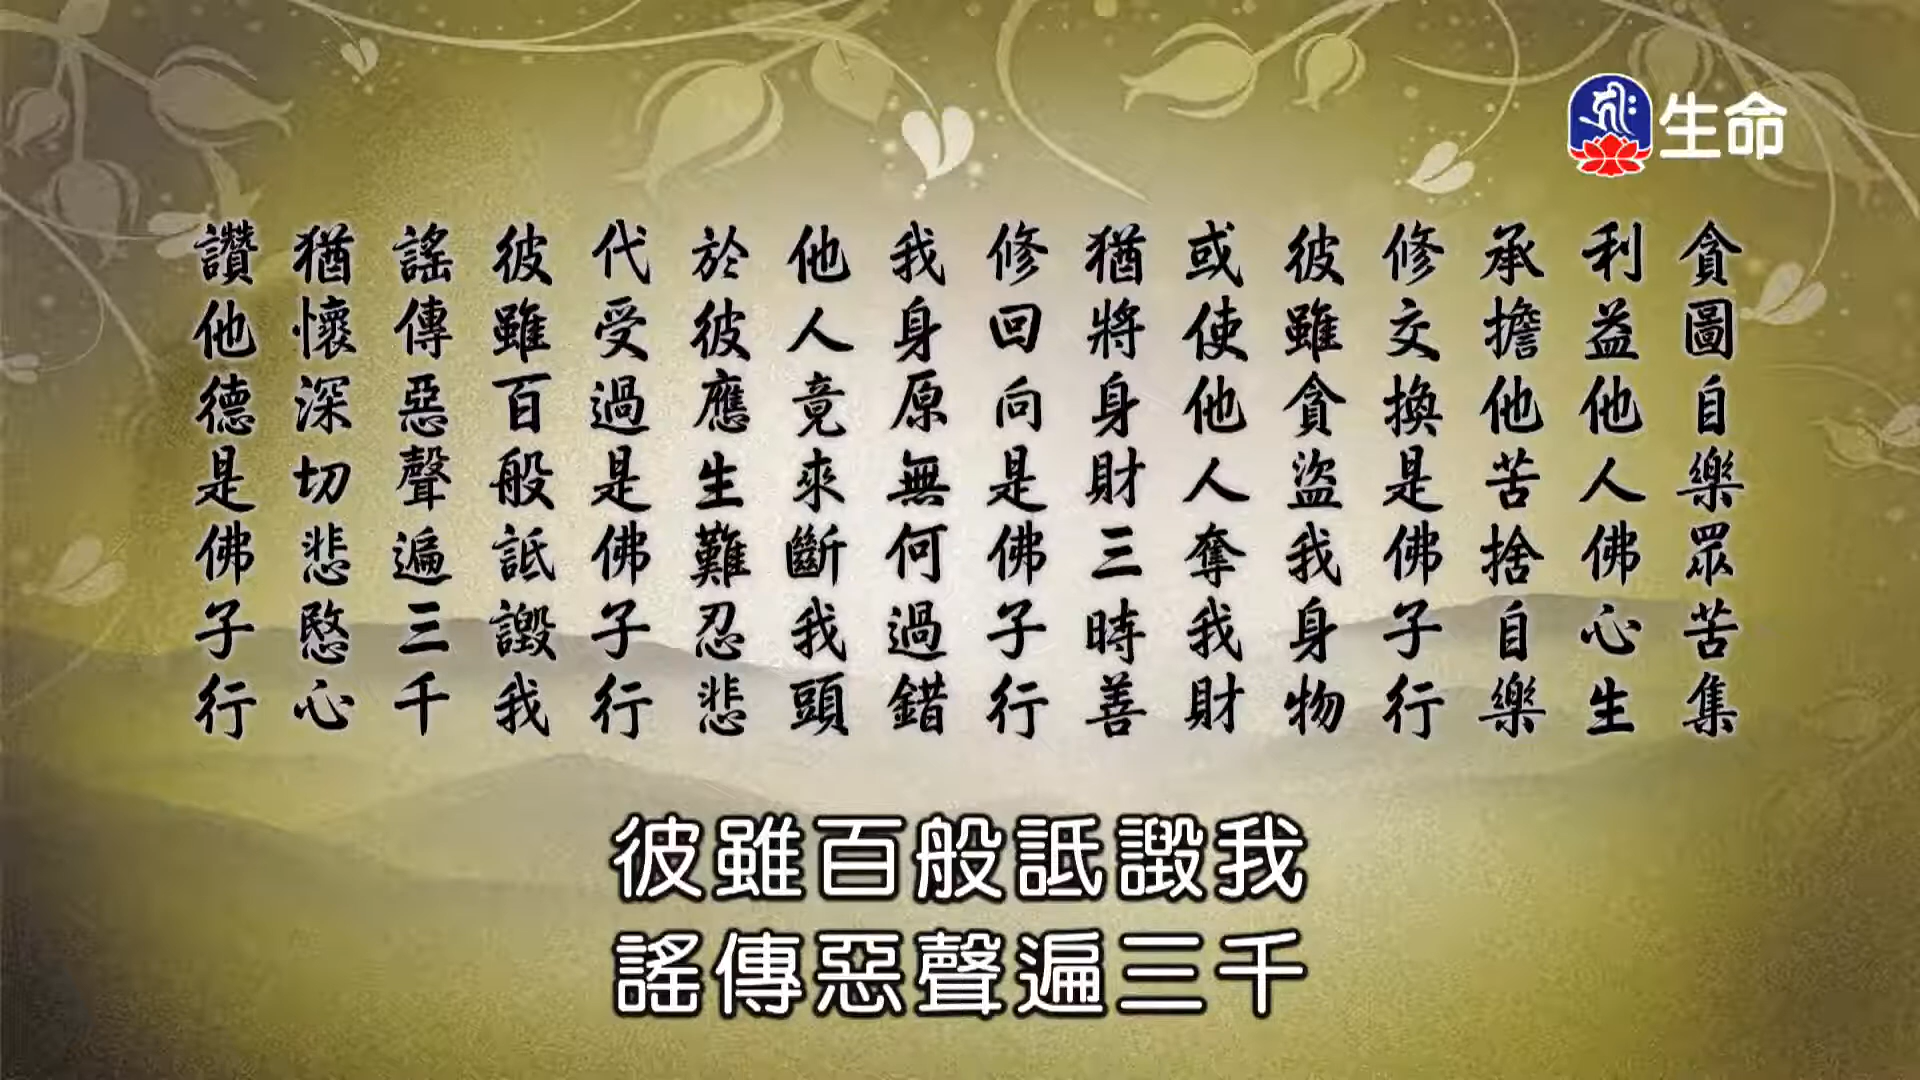 生命
貪圖自樂眾苦集
利益他人佛心生
承擔他苦捨自樂
修交換是佛子行
彼雖貪盜我身物
或使他人奪我財
猶將身財三時善
修回向是佛子行
我身原無何過錯
他人竟來斷我頭
於彼應生難忍悲
代受過是佛子行
彼雖百般詆譭我
謠傳惡聲遍三千
猶懷深切悲愍心
讚他德是佛子行
彼雖百般詆譭我
謠傳惡聲遍三千